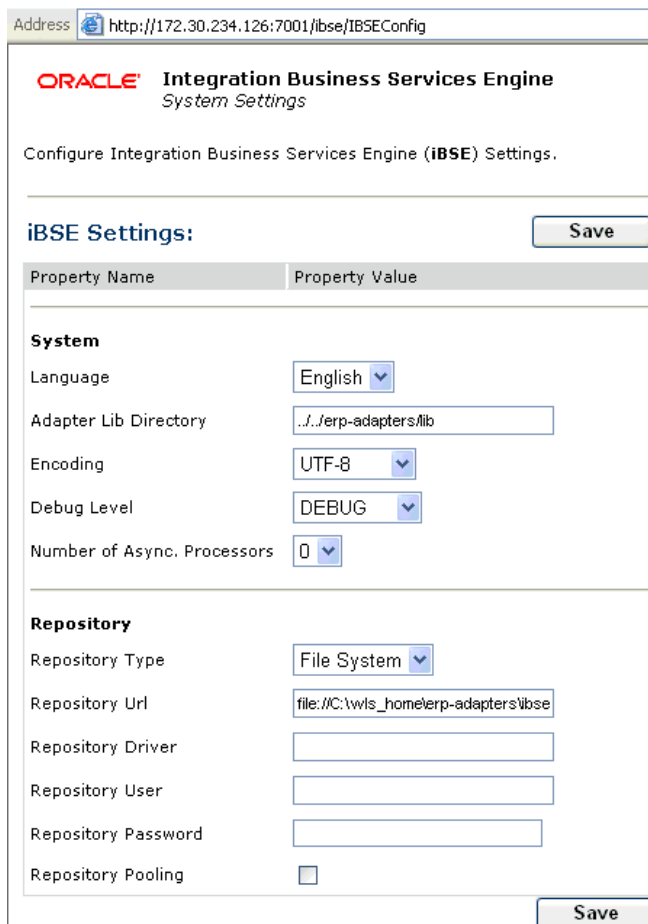 Address http://172.30.234.126:7001/ibse/IBSEConfig
ORACLE' Integration Business Services Engine
System Settings
Configure Integration Business Services Engine (iBSE) Settings.
iBSE Settings: Save
Property Name Property Value
System
Language English
Adapter Lib Directory ../../erp-adapters/lib
Encoding UTF-8
Debug Level DEBUG
Number of Async. Processors 0
Repository
Repository Type File System
Repository Url file://C:\wls_home\erp-adapters\ibse
Repository Driver
Repository User
Repository Password
Repository Pooling
Save